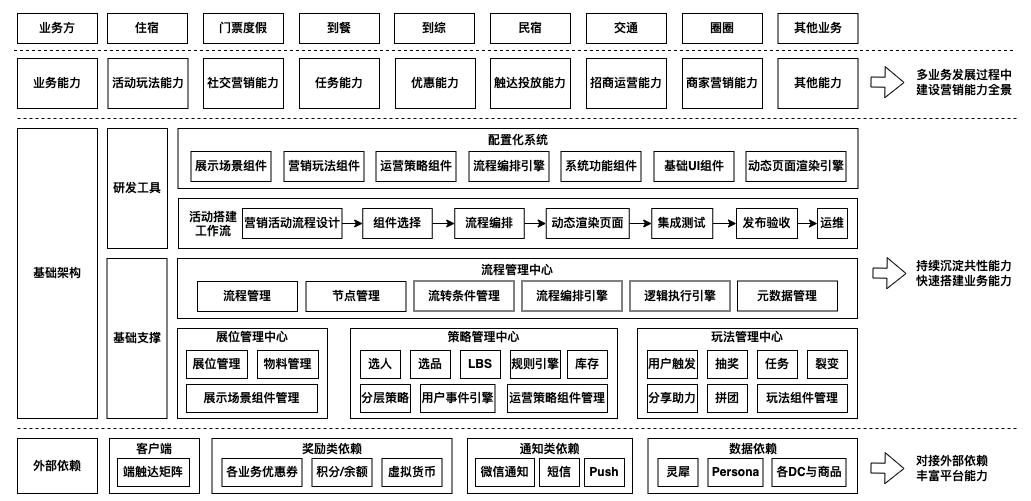 业务方 住宿 门票度假 到餐 到综 民宿 交通 圈圈 其他业务
业务能力 活动玩法能力 社交营销能力 任务能力 优惠能力 触达投放能力 招商运营能力 商家营销能力 其他能力
多业务发展过程中
建设营销能力全景
基础架构
研发工具
配置化系统
展示场景组件 营销玩法组件 运营策略组件 流程编排引擎 系统功能组件 基础UI组件 动态页面渲染引擎
活动搭建
工作流
营销活动流程设计 组件选择 流程编排 动态渲染页面 集成测试 发布验收 运维
基础支撑
流程管理中心
流程管理 节点管理 流转条件管理 流程编排引擎 逻辑执行引擎 元数据管理
展位管理中心
展位管理 物料管理
展示场景组件管理
策略管理中心
选人 选品 LBS 规则引擎 库存
分层策略 用户事件引擎 运营策略组件管理
玩法管理中心
用户触发 抽奖 任务 裂变
分享助力 拼团 玩法组件管理
持续沉淀共性能力
快速搭建业务能力
外部依赖
客户端
端触达矩阵
奖励类依赖
各业务优惠券 积分/余额 虚拟货币
通知类依赖
微信通知 短信 Push
数据依赖
灵犀 Persona 各DC与商品
对接外部依赖
丰富平台能力